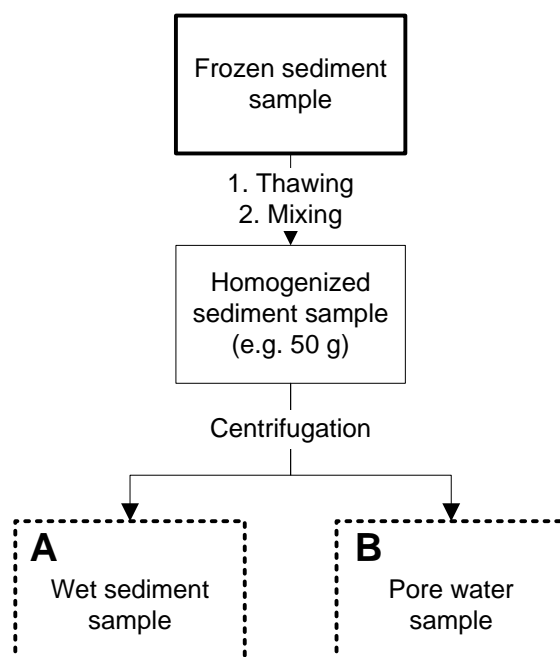 Frozen sediment
sample
1. Thawing
2. Mixing
Homogenized
sediment sample
(e.g. 50 g)
Centrifugation
A
Wet sediment
sample
B
Pore water
sample